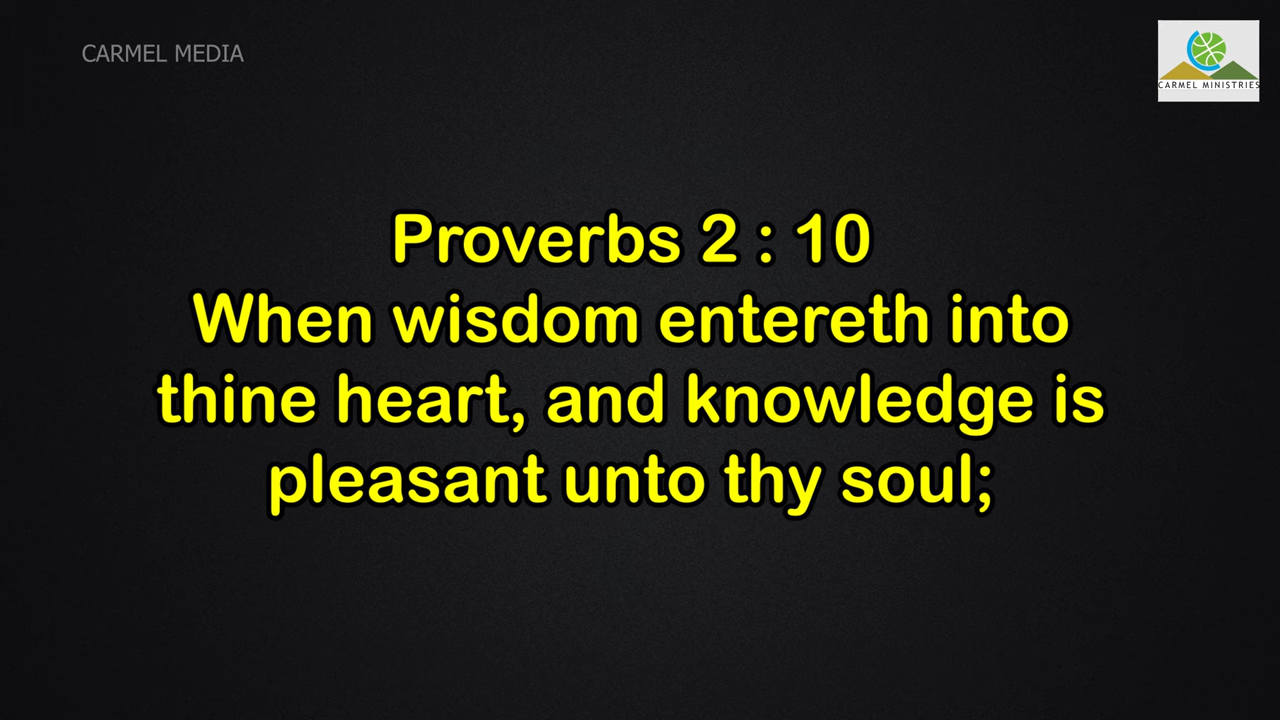 CARMEL MEDIA
CARMEL MINISTRIES
Proverbs 2 : 10
When wisdom entereth into
thine heart, and knowledge is
pleasant unto thy soul;